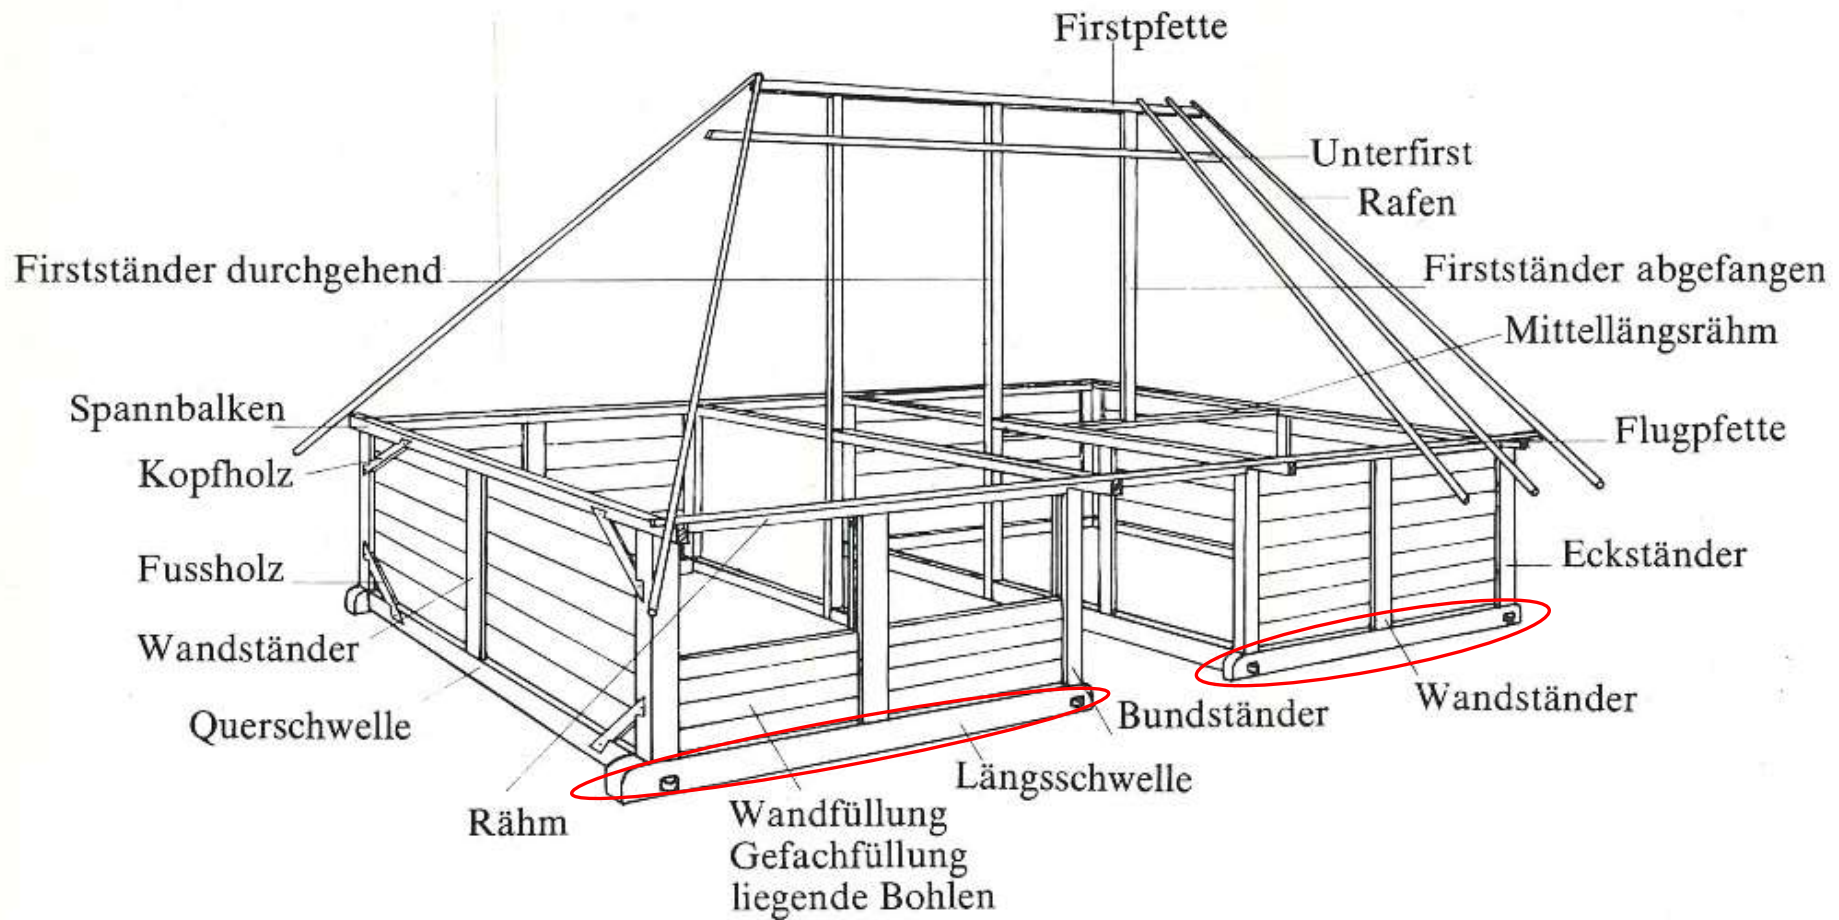 Firstpfette
Unterfirst
Rafen
Firstständer durchgehend
Firstständer abgefangen
Mittellängsrähm
Spannbalken
Flugpfette
Kopfholz
Fussholz
Eckständer
Wandständer
Querschwelle
Bundständer
Wandständer
Längsschwelle
Rähm
Wandfüllung
Gefachfüllung
liegende Bohlen